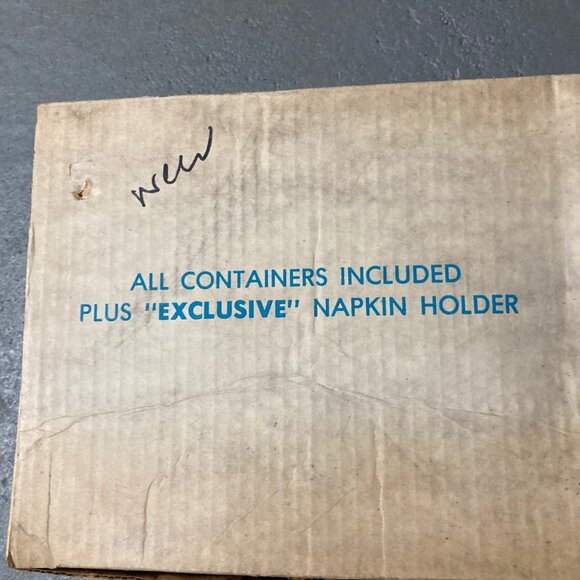 New
ALL CONTAINERS INCLUDED
PLUS "EXCLUSIVE" NAPKIN HOLDER